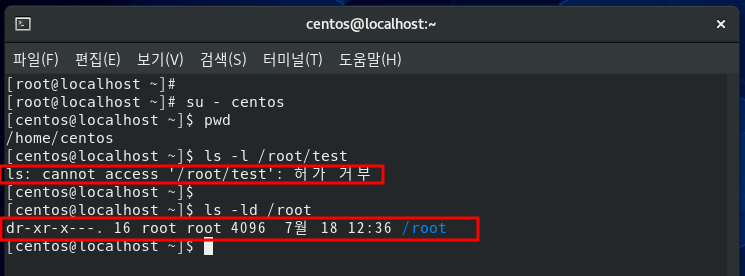 centos@localhost:~
파일(F) 편집(E) 보기(V) 검색(S) 터미널(T) 도움말(H)
[root@localhost ~]#
[root@localhost ~]# su - centos
[centos@localhost ~]$ pwd
/home/centos
[centos@localhost ~]$ ls -l /root/test
ls: cannot access '/root/test': 허가 거부
[centos@localhost ~]$
[centos@localhost ~]$ ls -ld /root
dr-xr-x---. 16 root root 4096  7월 18 12:36 /root
[centos@localhost ~]$